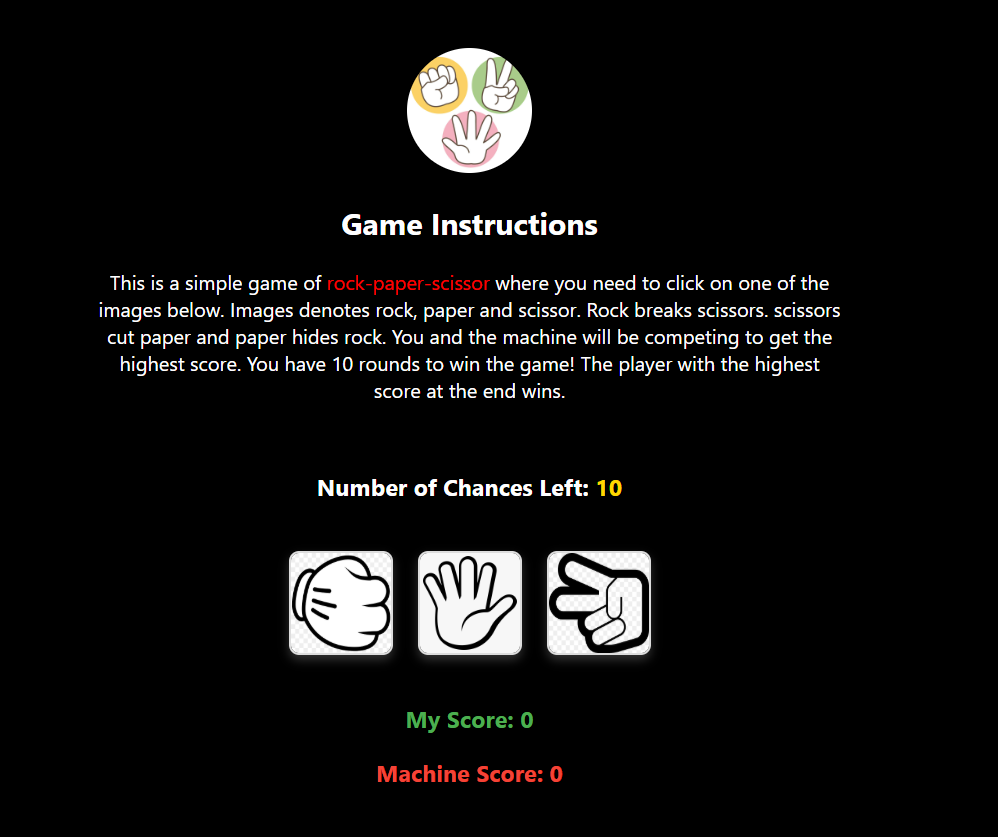 Game Instructions
This is a simple game of rock-paper-scissor where you need to click on one of the
images below. Images denotes rock, paper and scissor. Rock breaks scissors. scissors
cut paper and paper hides rock. You and the machine will be competing to get the
highest score. You have 10 rounds to win the game! The player with the highest
score at the end wins.
Number of Chances Left: 10
My Score: 0
Machine Score: 0